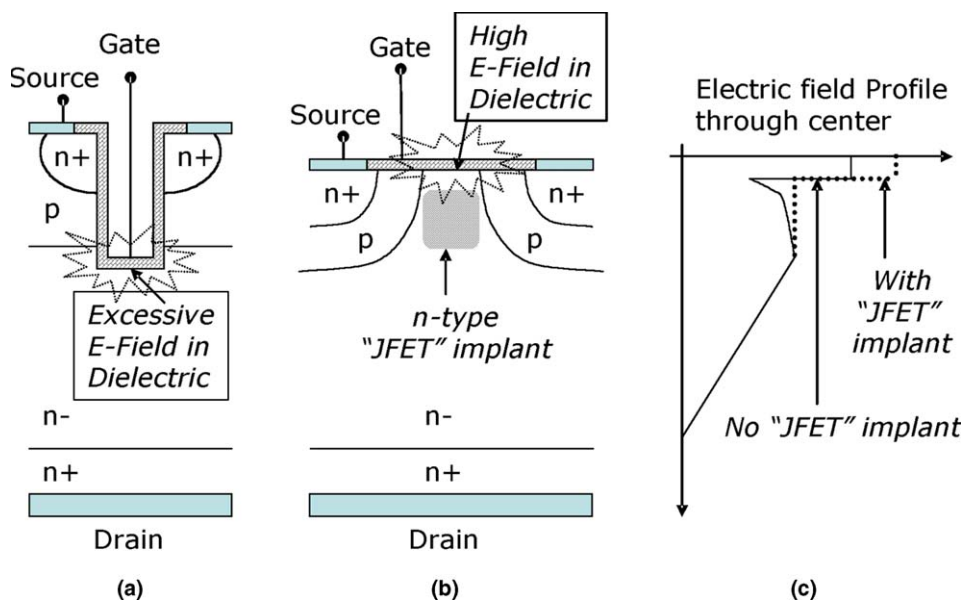 Gate
Source
n+
n+
p
Excessive
E-Field in
Dielectric
n-
n+
Drain
(a)
High
E-Field in
Dielectric
Gate
Source
n+
n+
p
p
n-type
“JFET” implant
n-
n+
Drain
(b)
Electric field Profile
through center
With
“JFET”
implant
No “JFET” implant
(c)